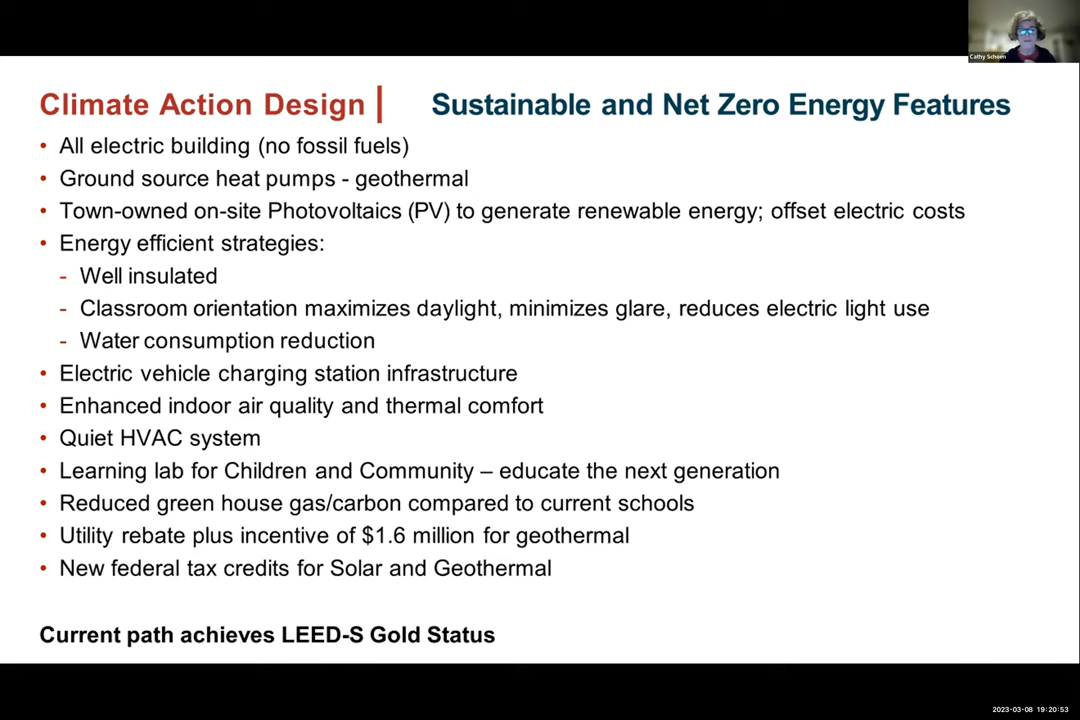 Cathy Schoen
Climate Action Design | Sustainable and Net Zero Energy Features
• All electric building (no fossil fuels)
• Ground source heat pumps - geothermal
• Town-owned on-site Photovoltaics (PV) to generate renewable energy; offset electric costs
• Energy efficient strategies:
- Well insulated
- Classroom orientation maximizes daylight, minimizes glare, reduces electric light use
- Water consumption reduction
• Electric vehicle charging station infrastructure
• Enhanced indoor air quality and thermal comfort
• Quiet HVAC system
• Learning lab for Children and Community – educate the next generation
• Reduced green house gas/carbon compared to current schools
• Utility rebate plus incentive of $1.6 million for geothermal
• New federal tax credits for Solar and Geothermal
Current path achieves LEED-S Gold Status
2023-03-08 19:20:53